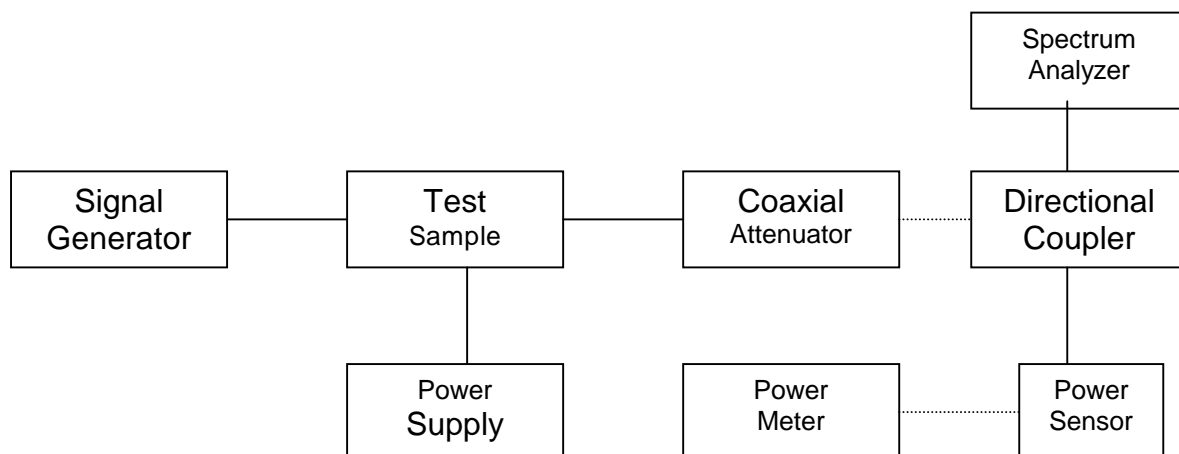 Spectrum
Analyzer
Signal
Generator
Test
Sample
Coaxial
Attenuator
Directional
Coupler
Power
Supply
Power
Meter
Power
Sensor